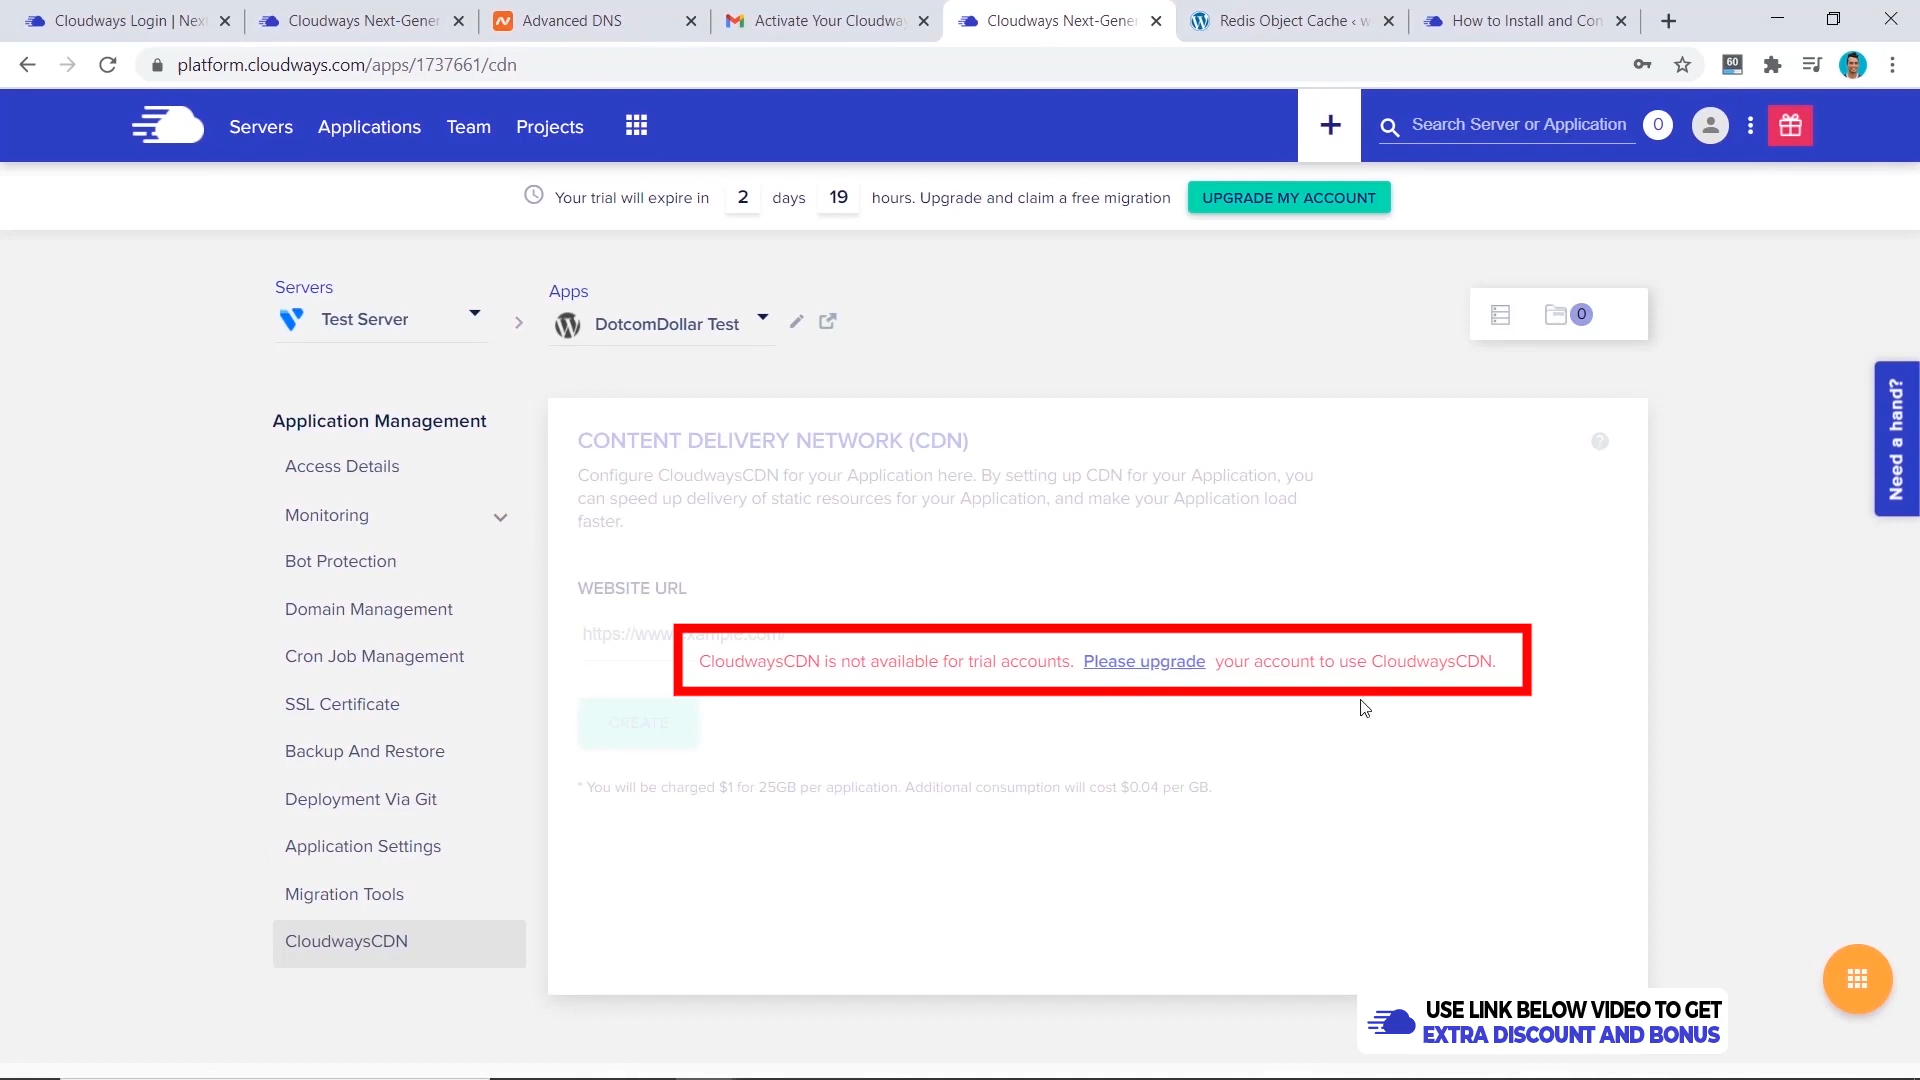 Cloudways Login | Nex
Cloudways Next-Gener
Advanced DNS
Activate Your Cloudway
Cloudways Next-Gener
Redis Object Cache ‹ w
How to Install and Con
platform.cloudways.com/apps/1737661/cdn
60
Servers
Applications
Team
Projects
+
Search Server or Application
0
Your trial will expire in 2 days 19 hours. Upgrade and claim a free migration
UPGRADE MY ACCOUNT
Servers
Test Server
Apps
DotcomDollar Test
0
Need a hand?
Application Management
Access Details
Monitoring
Bot Protection
Domain Management
Cron Job Management
SSL Certificate
Backup And Restore
Deployment Via Git
Application Settings
Migration Tools
CloudwaysCDN
CONTENT DELIVERY NETWORK (CDN)
?
Configure CloudwaysCDN for your Application here. By setting up CDN for your Application, you
can speed up delivery of static resources for your Application, and make your Application load
faster.
WEBSITE URL
https://www.example.com/
CloudwaysCDN is not available for trial accounts. Please upgrade your account to use CloudwaysCDN.
CREATE
* You will be charged $1 for 25GB per application. Additional consumption will cost $0.04 per GB.
USE LINK BELOW VIDEO TO GET
EXTRA DISCOUNT AND BONUS